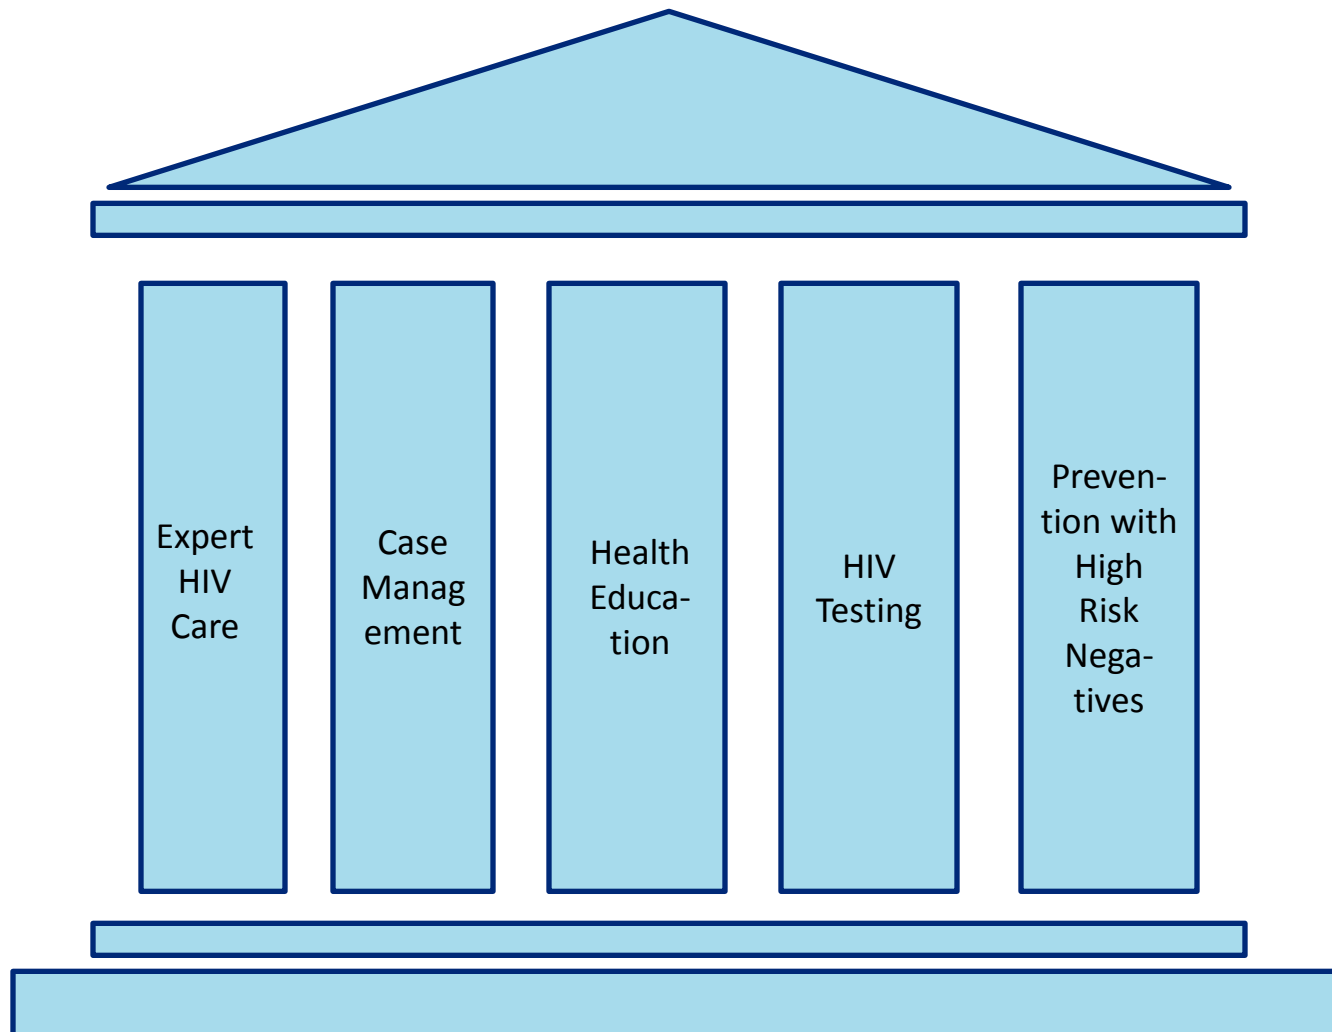 Expert
HIV
Care
Case
Manag
ement
Health
Educa-
tion
HIV
Testing
Preven-
tion with
High
Risk
Nega-
tives